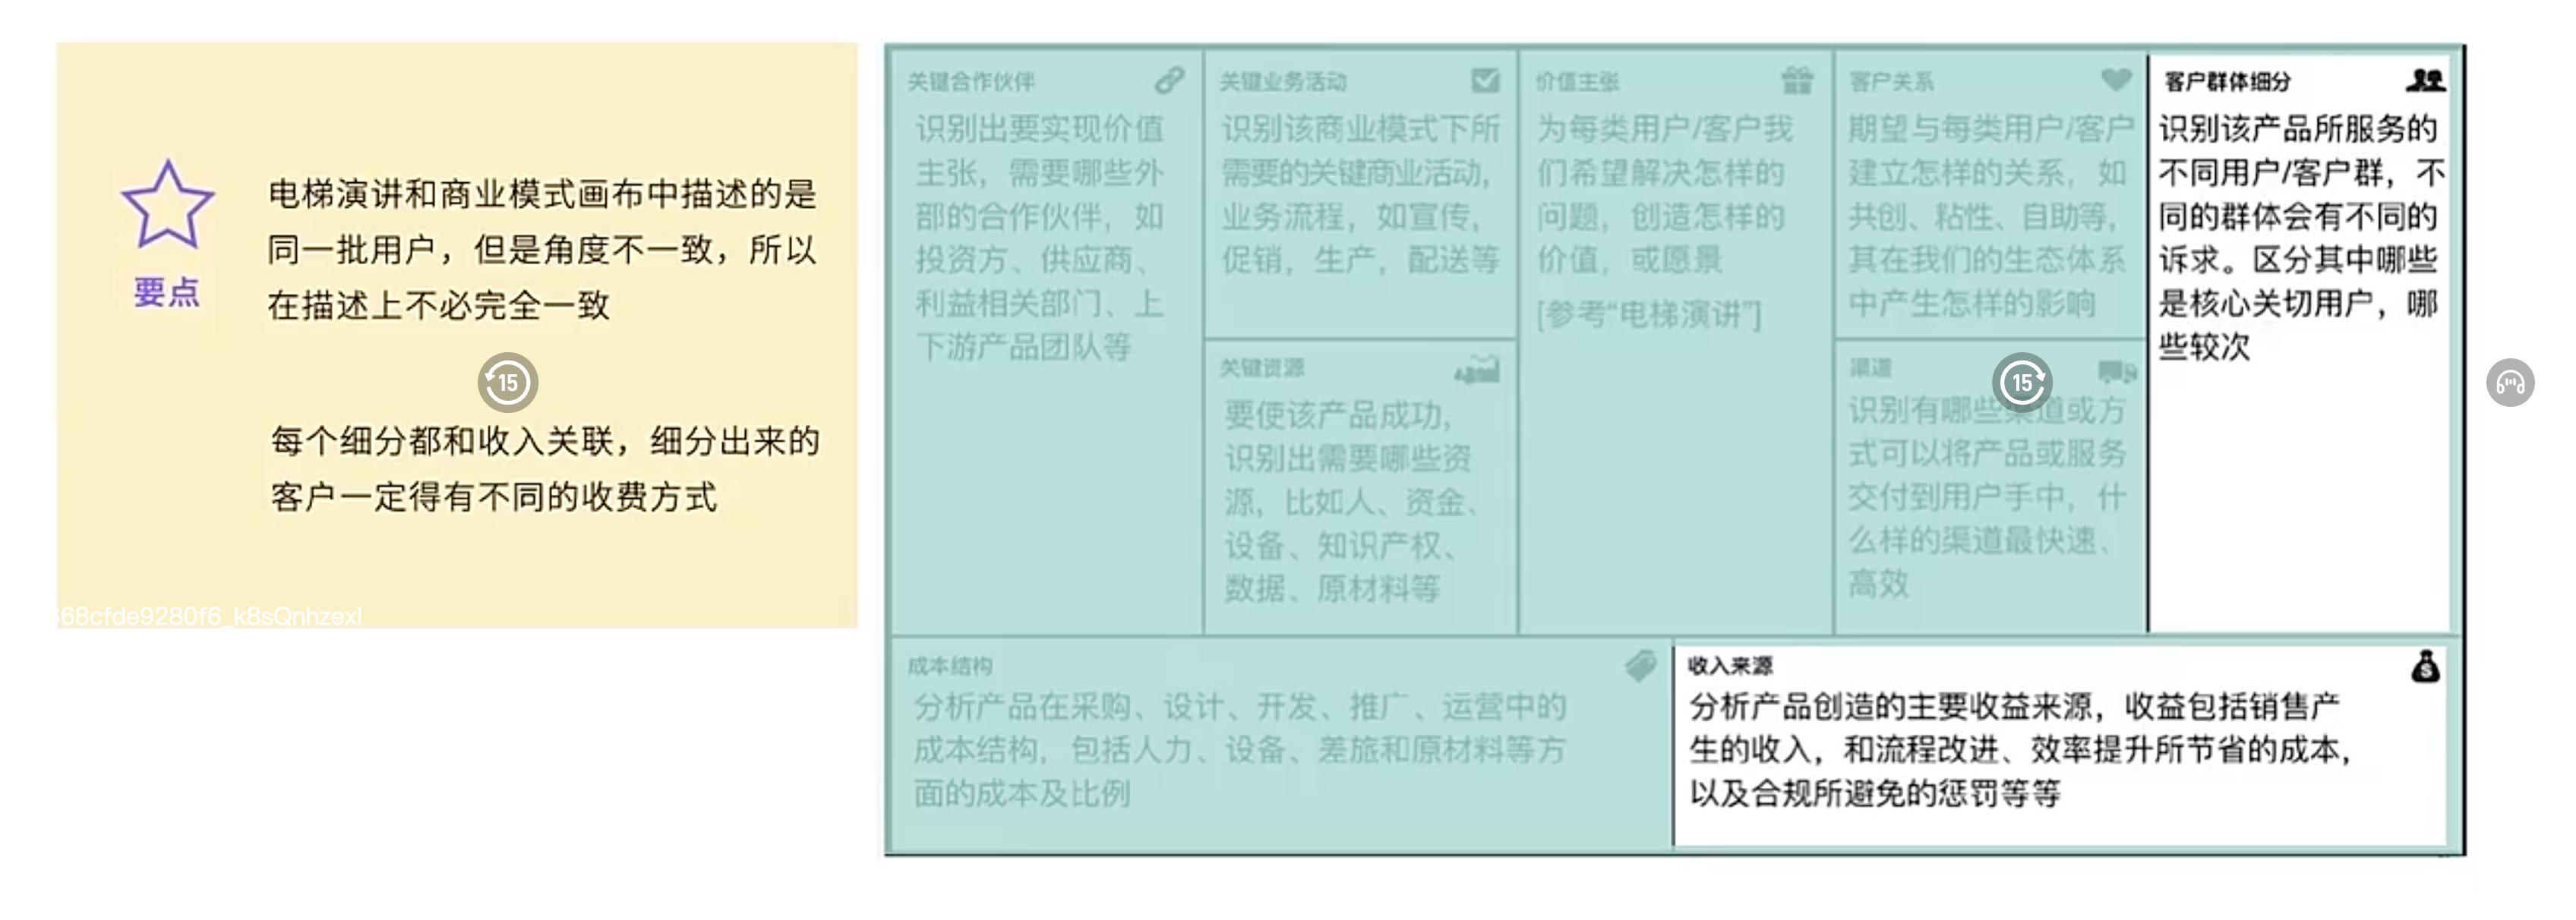 电梯演讲和商业模式画布中描述的是
同一批用户，但是角度不一致，所以
在描述上不必完全一致
要点
15
每个细分都和收入关联，细分出来的
客户一定得有不同的收费方式
668cfde9280f6_k8sQnhzexI
关键合作伙伴
识别出要实现价值
主张，需要哪些外
部的合作伙伴，如
投资方、供应商、
利益相关部门、上
下游产品团队等
关键业务活动
识别该商业模式下所
需要的关键商业活动，
业务流程，如宣传，
促销，生产，配送等
关键资源
要使该产品成功，
识别出需要哪些资
源，比如人、资金、
设备、知识产权、
数据、原材料等
价值主张
为每类用户/客户我
们希望解决怎样的
问题，创造怎样的
价值，或愿景
[参考“电梯演讲”]
客户关系
期望与每类用户/客户
建立怎样的关系，如
共创、粘性、自助等，
其在我们的生态体系
中产生怎样的影响
渠道
15
识别有哪些渠道或方
式可以将产品或服务
交付到用户手中，什
么样的渠道最快速、
高效
客户群体细分
识别该产品所服务的
不同用户/客户群，不
同的群体会有不同的
诉求。区分其中哪些
是核心关切用户，哪
些较次
成本结构
分析产品在采购、设计、开发、推广、运营中的
成本结构，包括人力、设备、差旅和原材料等方
面的成本及比例
收入来源
分析产品创造的主要收益来源，收益包括销售产
生的收入，和流程改进、效率提升所节省的成本，
以及合规所避免的惩罚等等